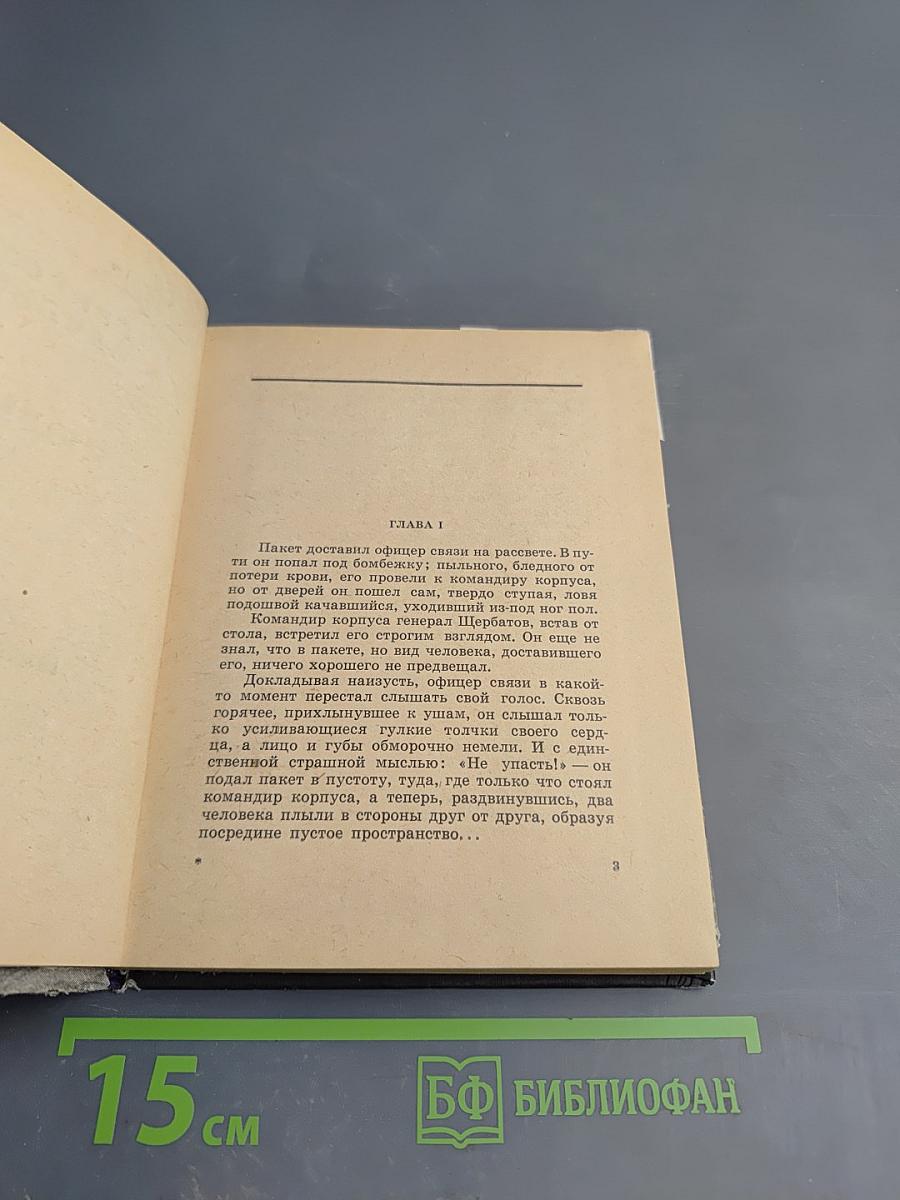 ГЛАВА I
Пакет доставил офицер связи на рассвете. В пу-
ти он попал под бомбежку; пыльного, бледного от
потери крови, его провели к командиру корпуса,
но от дверей он пошел сам, твердо ступая, ловя
подошвой качавшийся, уходивший из-под ног пол.
Командир корпуса генерал Щербатов, встав от
стола, встретил его строгим взглядом. Он еще не
знал, что в пакете, но вид человека, доставившего
его, ничего хорошего не предвещал.
Докладывая наизусть, офицер связи в какой-
то момент перестал слышать свой голос. Сквозь
горячее, прихлынувшее к ушам, он слышал толь-
ко усиливающиеся гулкие толчки своего серд-
ца, а лицо и губы обморочно немели. И с един-
ственной страшной мыслью: «Не упасть!» — он
подал пакет в пустоту, туда, где только что стоял
командир корпуса, а теперь, раздвинувшись, два
человека плыли в стороны друг от друга, образуя
посредине пустое пространство...
* 3
15 см
БФ БИБЛИОФАН